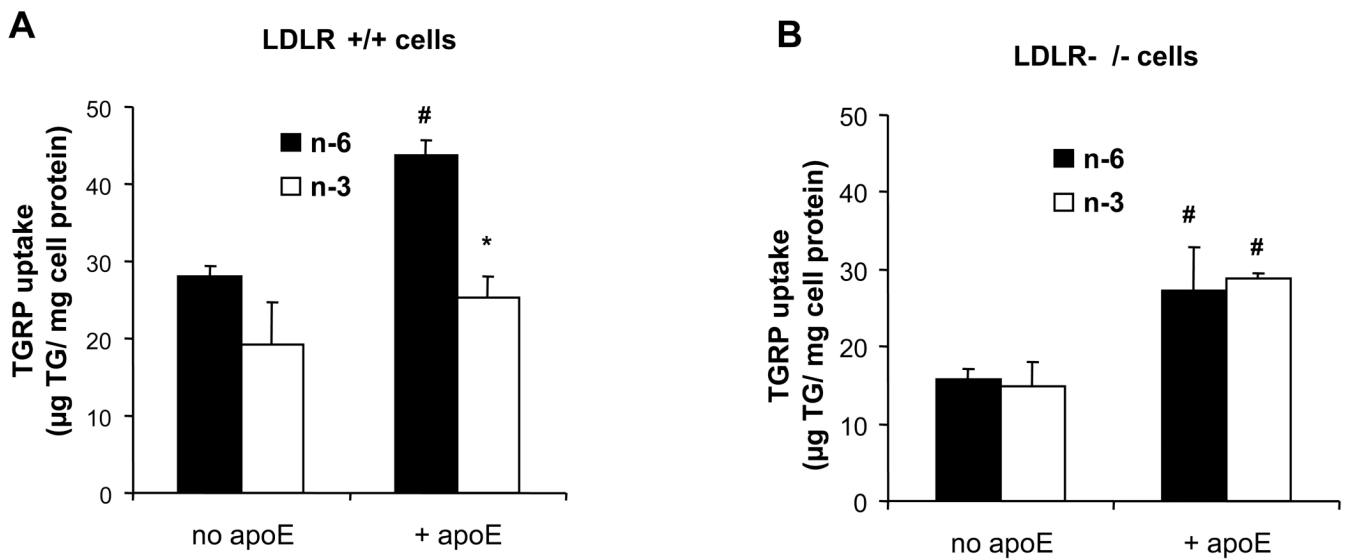 A
LDLR +/+ cells
TGRP uptake
(µg TG/ mg cell protein)
50
40
30
20
10
0
n-6
n-3
#
*
no apoE
+ apoE
B
LDLR- /- cells
TGRP uptake
(µg TG/ mg cell protein)
50
40
30
20
10
0
n-6
n-3
#
#
no apoE
+ apoE